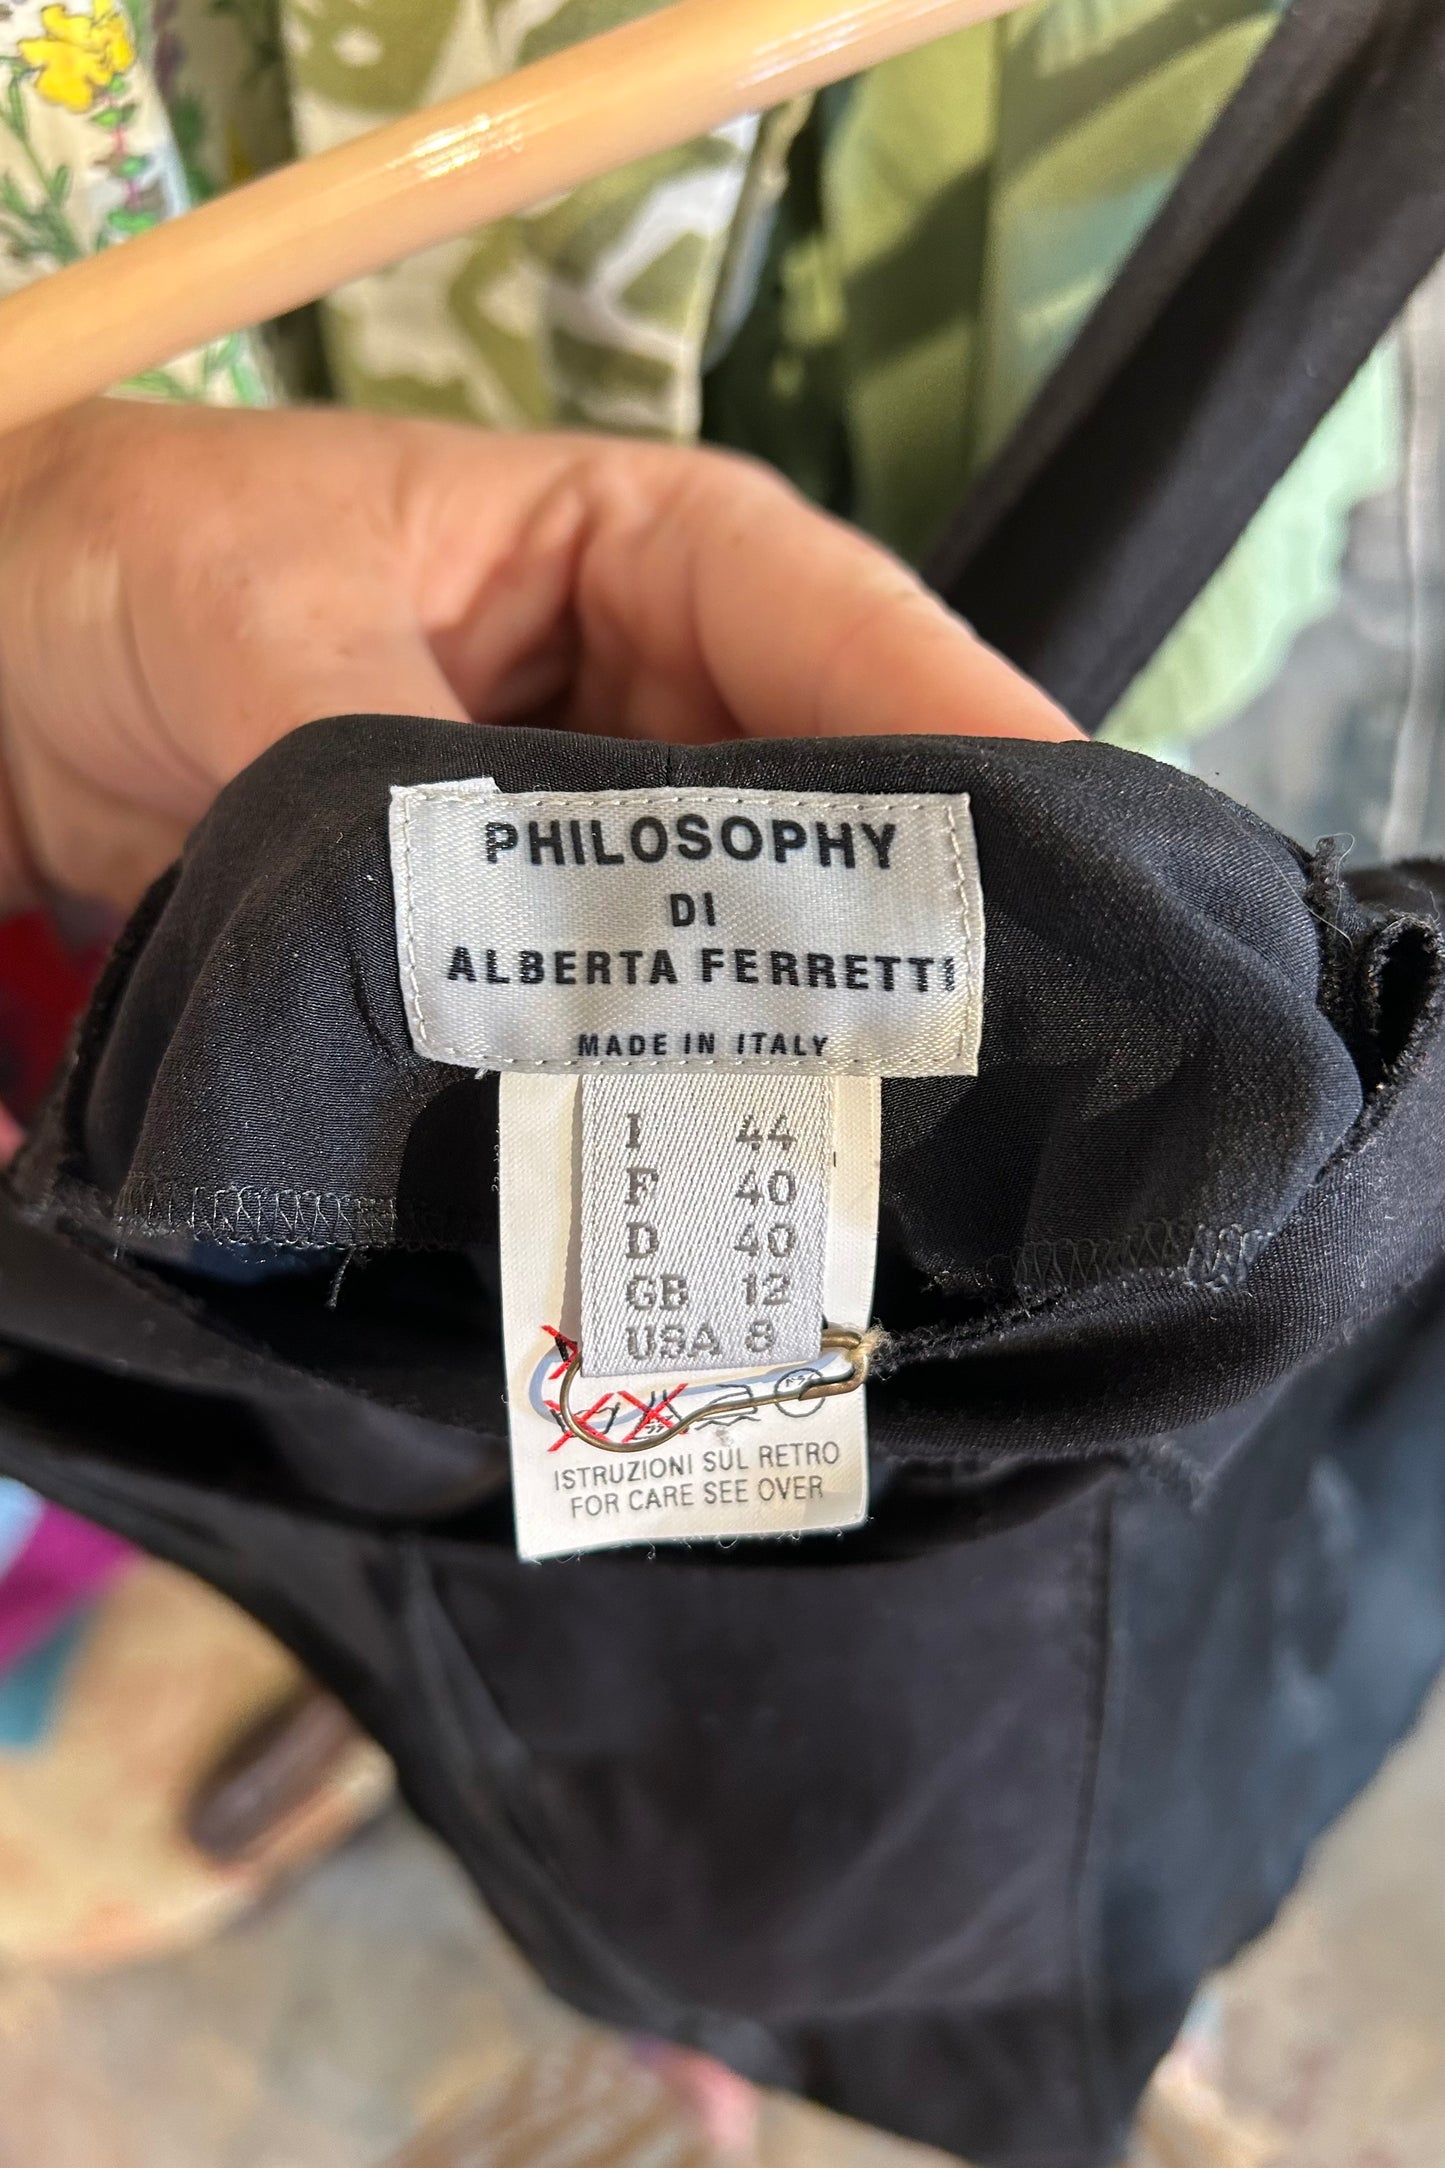 PHILOSOPHY
DI
ALBERTA FERRETTI
MADE IN ITALY
I 44
F 40
D 40
GB 12
USA 8
ISTRUZIONI SUL RETRO
FOR CARE SEE OVER